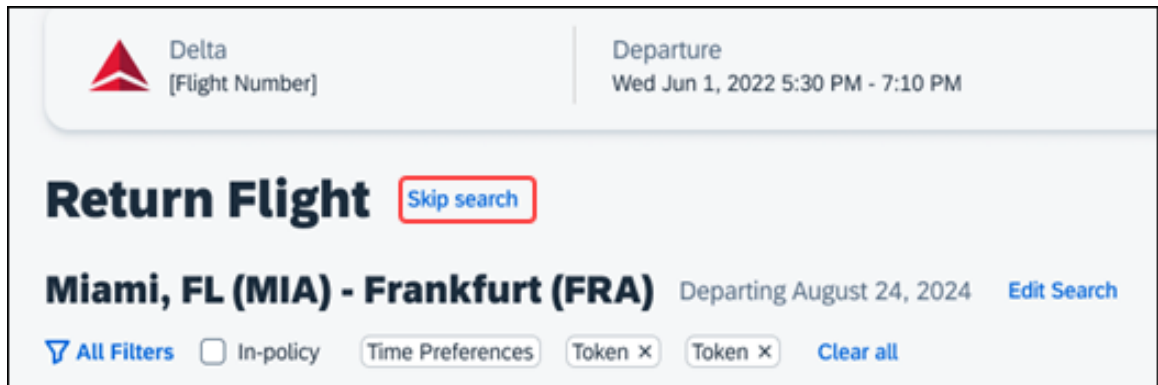 Delta
[Flight Number]
Departure
Wed Jun 1, 2022 5:30 PM - 7:10 PM
Return Flight Skip search
Miami, FL (MIA) - Frankfurt (FRA) Departing August 24, 2024 Edit Search
All Filters In-policy Time Preferences Token × Token × Clear all